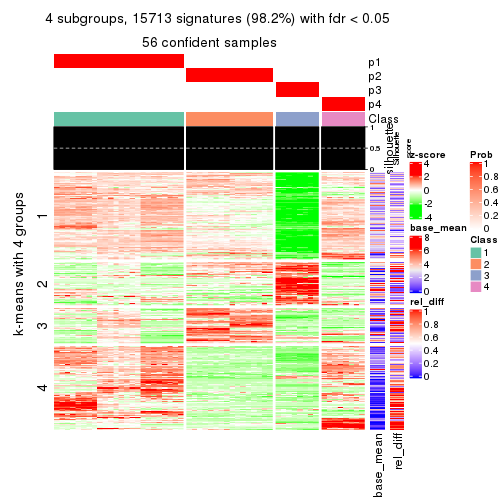 4 subgroups, 15713 signatures (98.2%) with fdr < 0.05
56 confident samples
p1
p2
p3
p4
Class
1
0.5
0
silhouette
Silhouette
score
k-means with 4 groups
1
2
3
4
base_mean
rel_diff
z-score
4
2
0
-2
-4
base_mean
8
6
4
2
0
rel_diff
1
0.8
0.6
0.4
0.2
0
Prob
1
0.8
0.6
0.4
0.2
0
Class
1
2
3
4